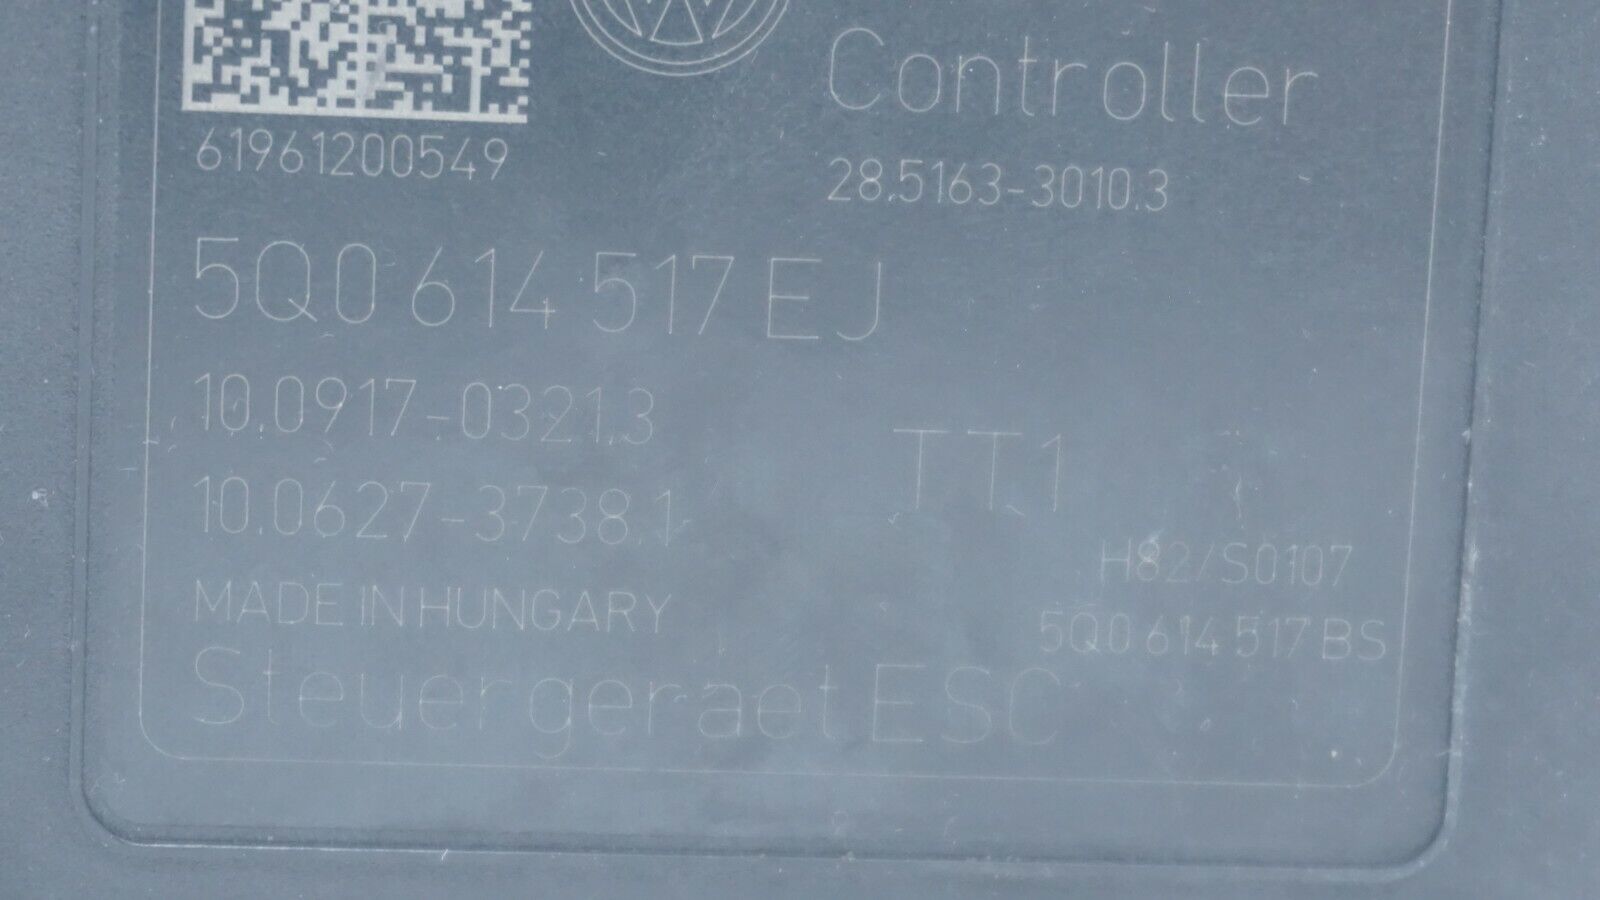 Controller
61961200549
28.5163-3010.3
5Q0 614 517 EJ
10.0917-0321.3
TT1
10.0627-3738.1
H82/S0107
MADE IN HUNGARY
5Q0 614 517 BS
Steuergeraet ESC